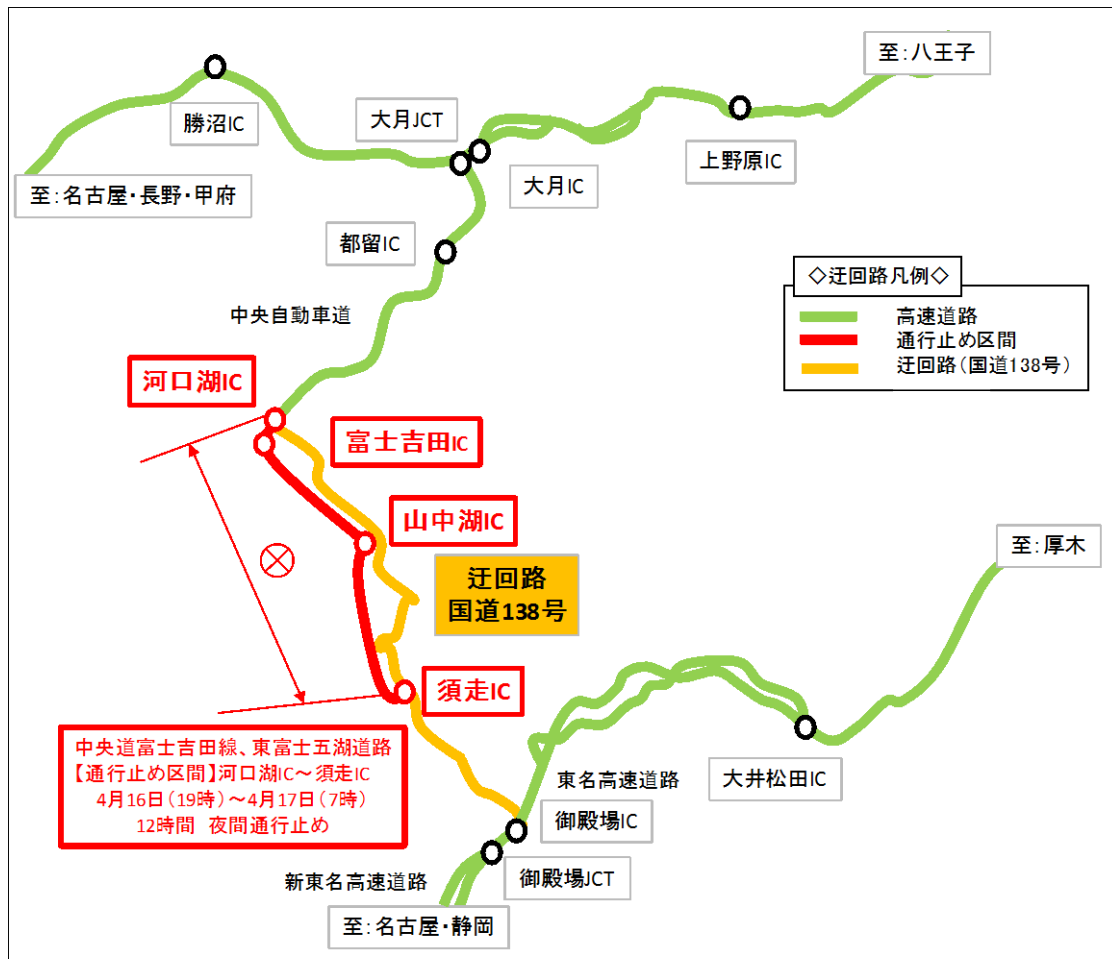 至：八王子
勝沼IC
大月JCT
上野原IC
大月IC
至：名古屋・長野・甲府
都留IC
◇迂回路凡例◇
高速道路
通行止め区間
迂回路（国道138号）
中央自動車道
河口湖IC
富士吉田IC
山中湖IC
至：厚木
迂回路
国道138号
須走IC
中央道富士吉田線、東富士五湖道路
【通行止め区間】河口湖IC～須走IC
4月16日（19時）～4月17日（7時）
12時間 夜間通行止め
東名高速道路
大井松田IC
御殿場IC
新東名高速道路
御殿場JCT
至：名古屋・静岡